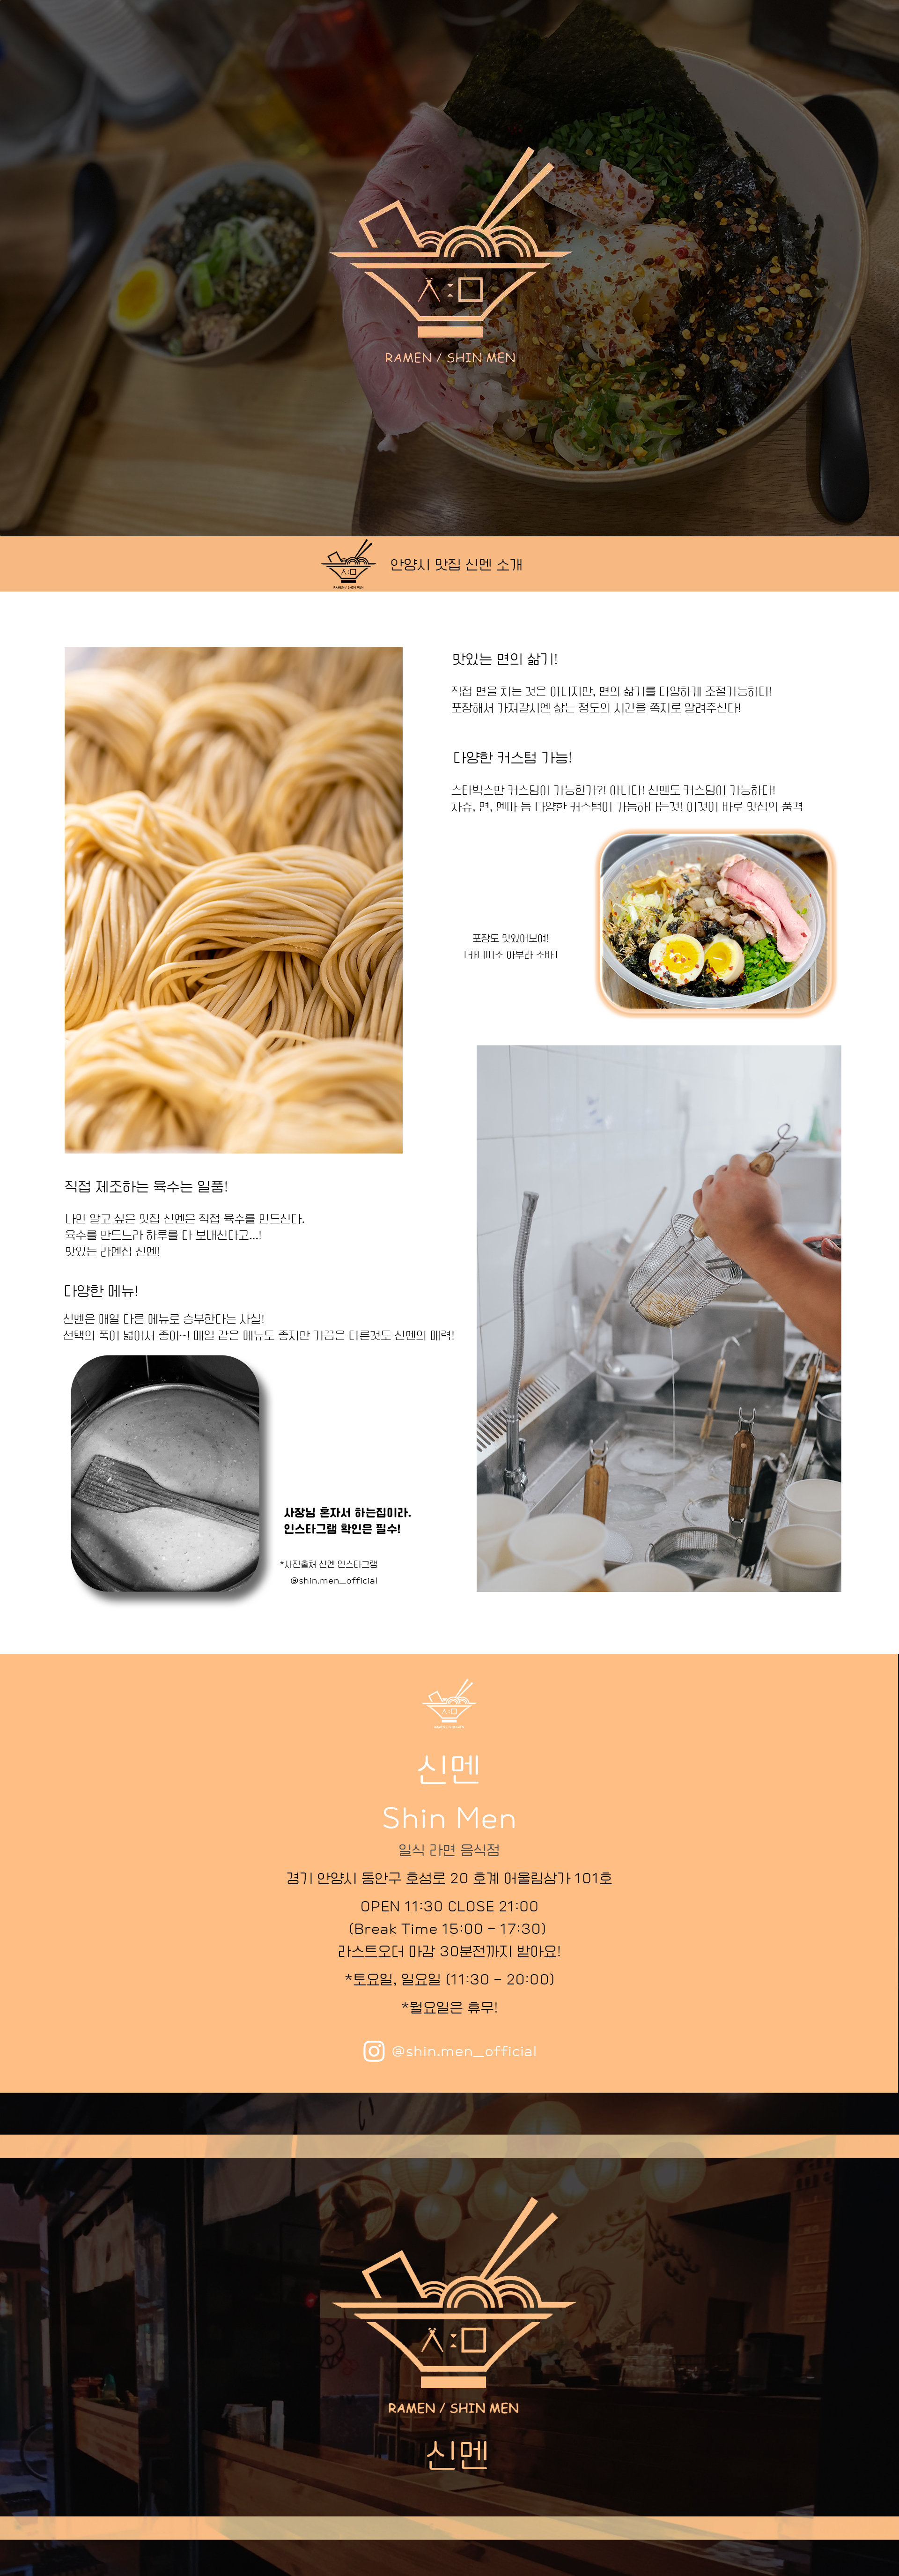 ㅅ:ㅁ
RAMEN / SHIN MEN
ㅅ:ㅁ
RAMEN / SHIN MEN
안양시 맛집 신멘 소개
맛있는 면의 삶기!
직접 면을 치는 것은 아니지만, 면의 삶기를 다양하게 조절가능하다!
포장해서 가져갈시엔 삶는 정도의 시간을 쪽지로 알려주신다!
다양한 커스텀 가능!
스타벅스만 커스텀이 가능한가?! 아니다! 신멘도 커스텀이 가능하다!
차슈, 면, 멘마 등 다양한 커스텀이 가능하다는것! 이것이 바로 맛집의 품격
포장도 맛있어보여!
[카니미소 아부라 소바]
직접 제조하는 육수는 일품!
나만 알고 싶은 맛집 신멘은 직접 육수를 만드신다.
육수를 만드느라 하루를 다 보내신다고...!
맛있는 라멘집 신멘!
다양한 메뉴!
신멘은 매일 다른 메뉴로 승부한다는 사실!
선택의 폭이 넓어서 좋아~! 매일 같은 메뉴도 좋지만 가끔은 다른것도 신멘의 매력!
사장님 혼자서 하는집이라.
인스타그램 확인은 필수!
*사진출처 신멘 인스타그램
@shin.men_official
ㅅ:ㅁ
RAMEN / SHIN MEN
신멘
Shin Men
일식 라면 음식점
경기 안양시 동안구 호성로 20 호계 어울림상가 101호
OPEN 11:30 CLOSE 21:00
(Break Time 15:00 - 17:30)
라스트오더 마감 30분전까지 받아요!
*토요일, 일요일 (11:30 - 20:00)
*월요일은 휴무!
@shin.men_official
ㅅ:ㅁ
RAMEN / SHIN MEN
신멘